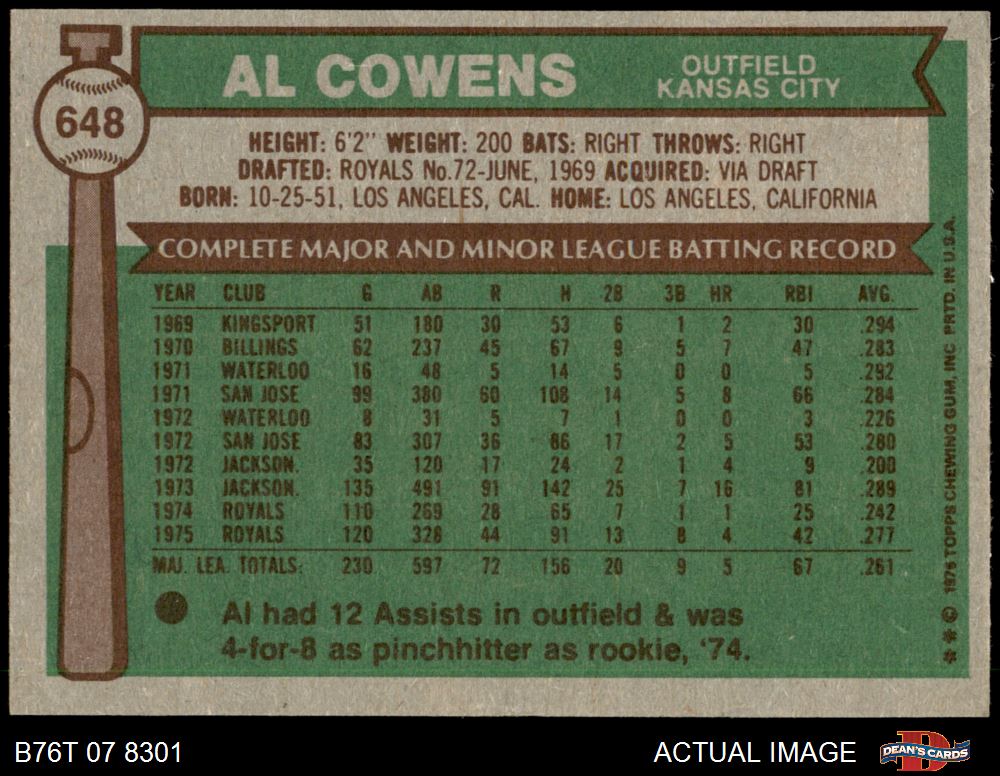 AL COWENS
OUTFIELD
KANSAS CITY
648
HEIGHT: 6'2" WEIGHT: 200 BATS: RIGHT THROWS: RIGHT
DRAFTED: ROYALS No.72-JUNE, 1969 ACQUIRED: VIA DRAFT
BORN: 10-25-51, LOS ANGELES, CAL. HOME: LOS ANGELES, CALIFORNIA
COMPLETE MAJOR AND MINOR LEAGUE BATTING RECORD
YEAR CLUB G AB R H 2B 3B HR RBI AVG.
1969 KINGSPORT 51 180 30 53 6 1 2 30 .294
1970 BILLINGS 62 237 45 67 9 5 7 47 .283
1971 WATERLOO 16 48 5 14 5 0 0 5 .292
1971 SAN JOSE 99 380 60 108 14 5 8 66 .284
1972 WATERLOO 8 31 5 7 1 0 0 3 .226
1972 SAN JOSE 83 307 36 86 17 2 5 53 .280
1972 JACKSON. 35 120 17 24 2 1 4 9 .200
1973 JACKSON. 135 491 91 142 25 7 16 81 .289
1974 ROYALS 110 269 28 65 7 1 1 25 .242
1975 ROYALS 120 328 44 91 13 8 4 42 .277
MAJ. LEA. TOTALS: 230 597 72 156 20 9 5 67 .261
Al had 12 Assists in outfield & was
4-for-8 as pinchhitter as rookie, '74.
* * © 1976 TOPPS CHEWING GUM, INC. PRTD. IN U.S.A.
B76T 07 8301
ACTUAL IMAGE
DEAN'S CARDS